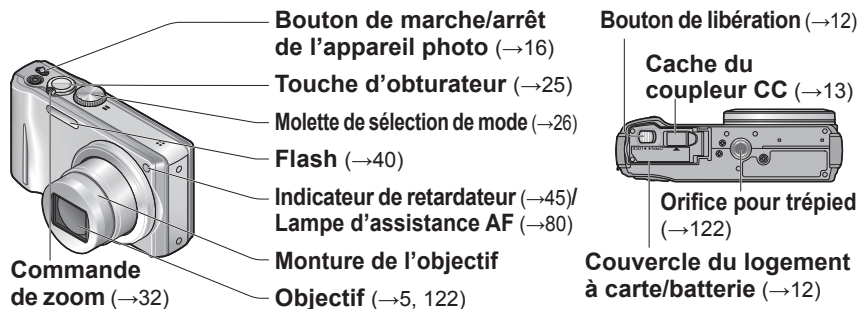 Bouton de marche/arrêt
de l'appareil photo (→16)
Touche d'obturateur (→25)
Molette de sélection de mode (→26)
Flash (→40)
Indicateur de retardateur (→45)/
Lampe d'assistance AF (→80)
Monture de l'objectif
Objectif (→5, 122)
Commande
de zoom (→32)
Bouton de libération (→12)
Cache du
coupleur CC (→13)
Orifice pour trépied
(→122)
Couvercle du logement
à carte/batterie (→12)